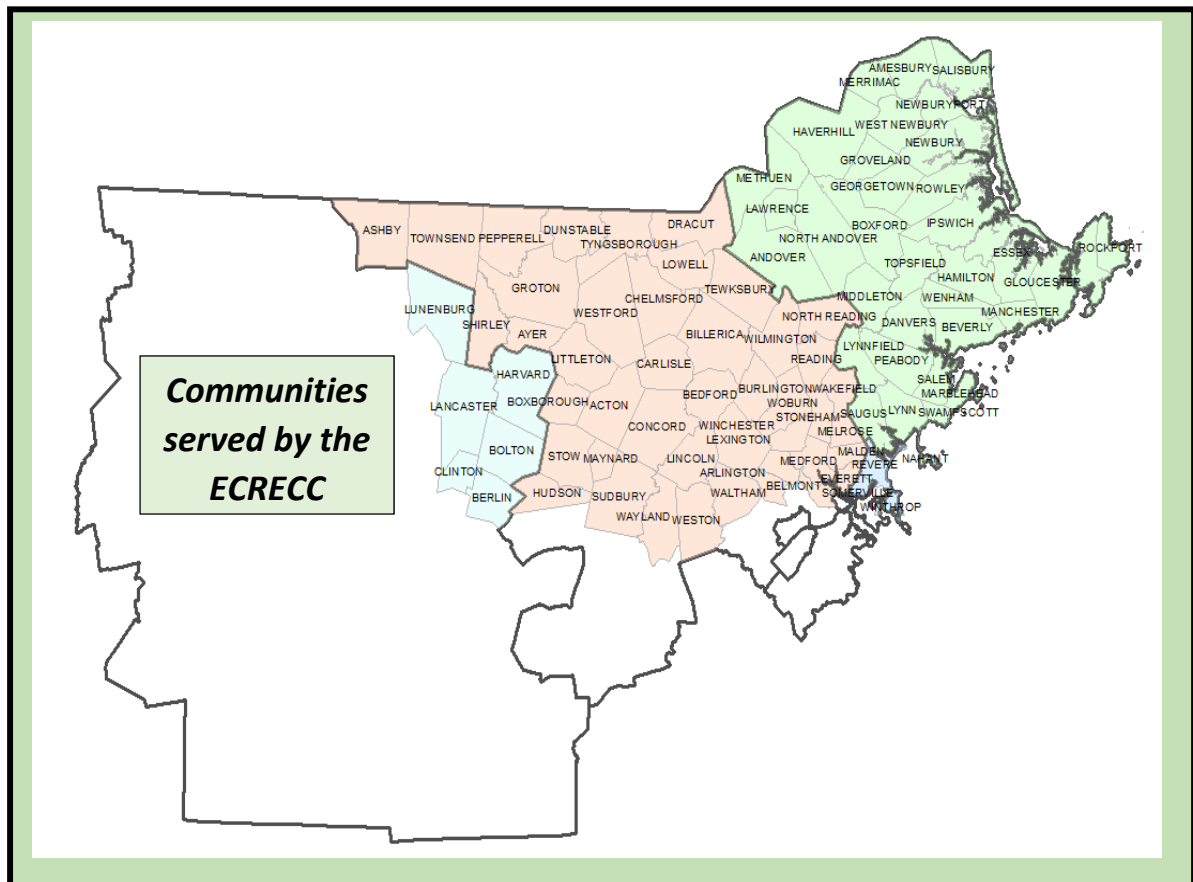 AMESBURY
SALISBURY
MERRIMAC
NEWBURYPORT
WEST NEWBURY
HAVERHILL
NEWBURY
GROVELAND
METHUEN
GEORGETOWN
ROWLEY
LAWRENCE
ASHBY
DRACUT
BOXFORD
IPSWICH
TOWNSEND
PEPPERELL
DUNSTABLE
TYNGSBOROUGH
NORTH ANDOVER
ROCKPORT
ANDOVER
ESSEX
LOWELL
TOPSFIELD
HAMILTON
GLOUCESTER
GROTON
TEWKSBURY
CHELMSFORD
MIDDLETON
WENHAM
LUNENBURG
WESTFORD
NORTH READING
MANCHESTER
SHIRLEY
AYER
BILLERICA
WILMINGTON
DANVERS
BEVERLY
LYNNFIELD
LITTLETON
CARLISLE
READING
PEABODY
HARVARD
SALEM
Communities
served by the
ECRECC
BOXBOROUGH
ACTON
BEDFORD
BURLINGTON
WAKEFIELD
MARBLEHEAD
LANCASTER
WOBURN
STONEHAM
SAUGUS
LYNN
SWAMPSCOTT
CONCORD
WINCHESTER
MELROSE
LEXINGTON
BOLTON
MALDEN
STOW
MAYNARD
LINCOLN
MEDFORD
REVERE
NAHANT
CLINTON
ARLINGTON
EVERETT
BELMONT
BERLIN
HUDSON
SUDBURY
WALTHAM
SOMERVILLE
WINTHROP
WAYLAND
WESTON